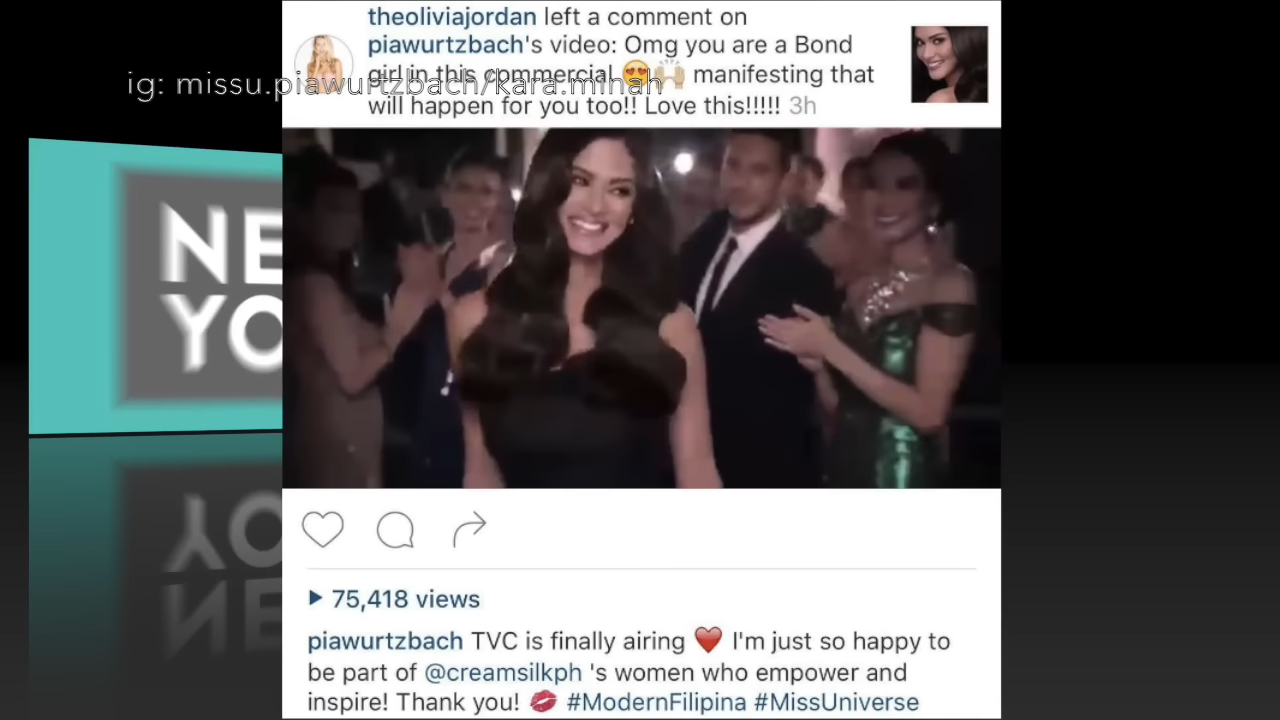 theoliviajordan left a comment on
piawurtzbach's video: Omg you are a Bond
girl in this commercial 😍🙌🏼 manifesting that
will happen for you too!! Love this!!!!! 3h
ig: missu.piawurtzbach/kara.minah
NE
YO
75,418 views
piawurtzbach TVC is finally airing ❤️ I'm just so happy to
be part of @creamsilkph 's women who empower and
inspire! Thank you! 💋 #ModernFilipina #MissUniverse